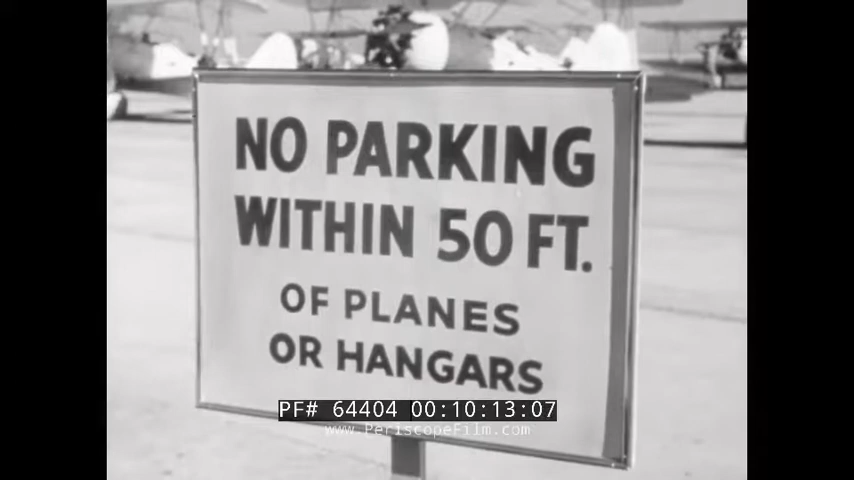 NO PARKING
WITHIN 50 FT.
OF PLANES
OR HANGARS
PF# 64404 00:10:13:07
www.PeriscopeFilm.com